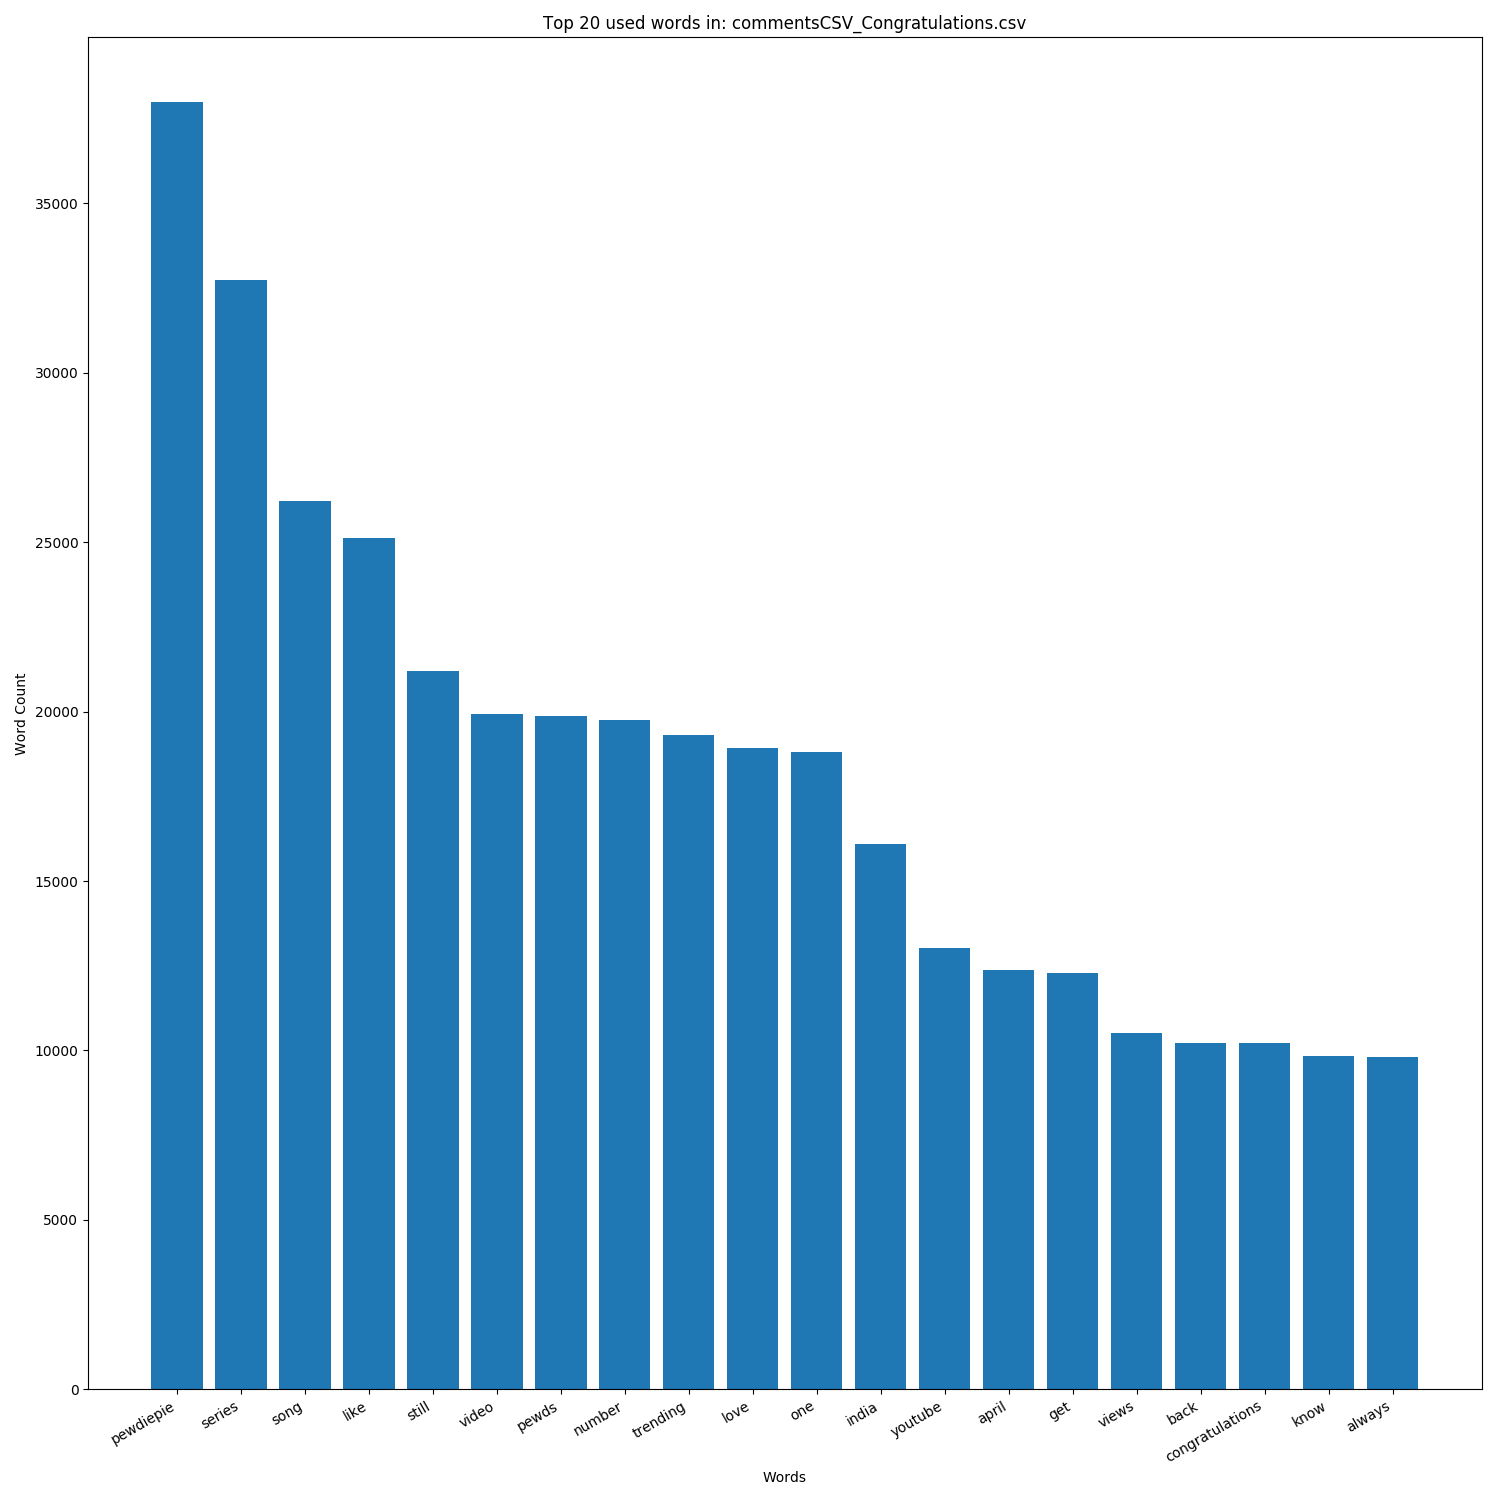 Top 20 used words in: commentsCSV_Congratulations.csv
Word Count
35000
30000
25000
20000
15000
10000
5000
0
pewdiepie
series
song
like
still
video
pewds
number
trending
love
one
india
youtube
april
get
views
back
congratulations
know
always
Words